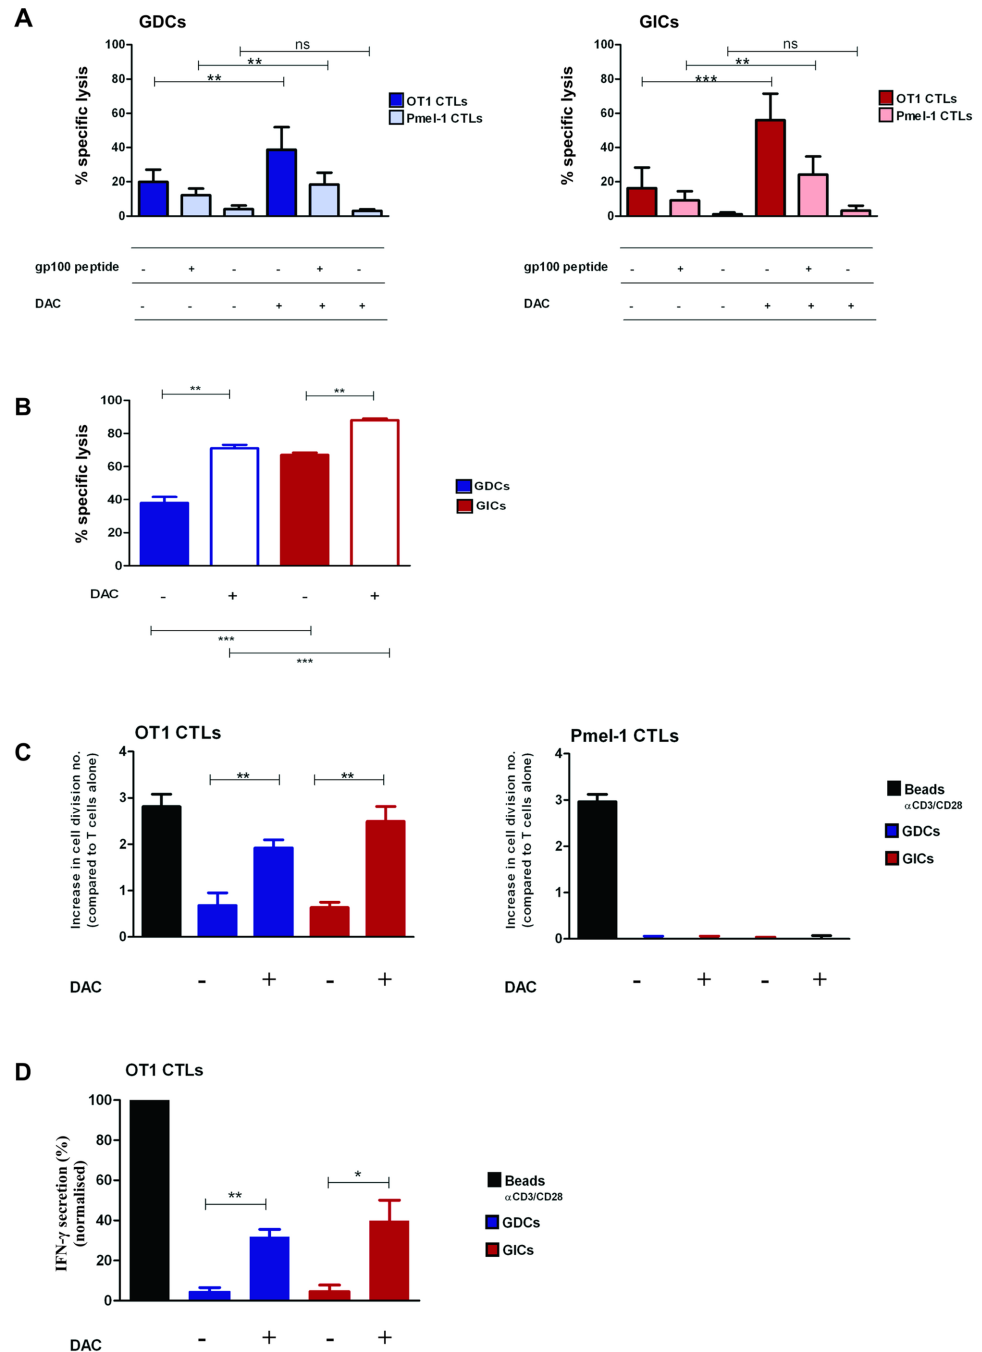 A
GDCs
100
80
60
40
20
0
% specific lysis
**
**
ns
OT1 CTLs
Pmel-1 CTLs
gp100 peptide - + - - + -
DAC - - - + + +
GICs
100
80
60
40
20
0
% specific lysis
***
**
ns
OT1 CTLs
Pmel-1 CTLs
gp100 peptide - + - - + -
DAC - - - + + +
B
100
80
60
40
20
0
% specific lysis
** **
GDCs
GICs
DAC - + - +
***
***
C
OT1 CTLs
4
3
2
1
0
Increase in cell division no.
(compared to T cells alone)
** **
DAC - + - +
Pmel-1 CTLs
4
3
2
1
0
Increase in cell division no.
(compared to T cells alone)
DAC - + - +
Beads
αCD3/CD28
GDCs
GICs
D
OT1 CTLs
100
80
60
40
20
0
IFN-γ secretion (%)
(normalised)
** *
Beads
αCD3/CD28
GDCs
GICs
DAC - + - +